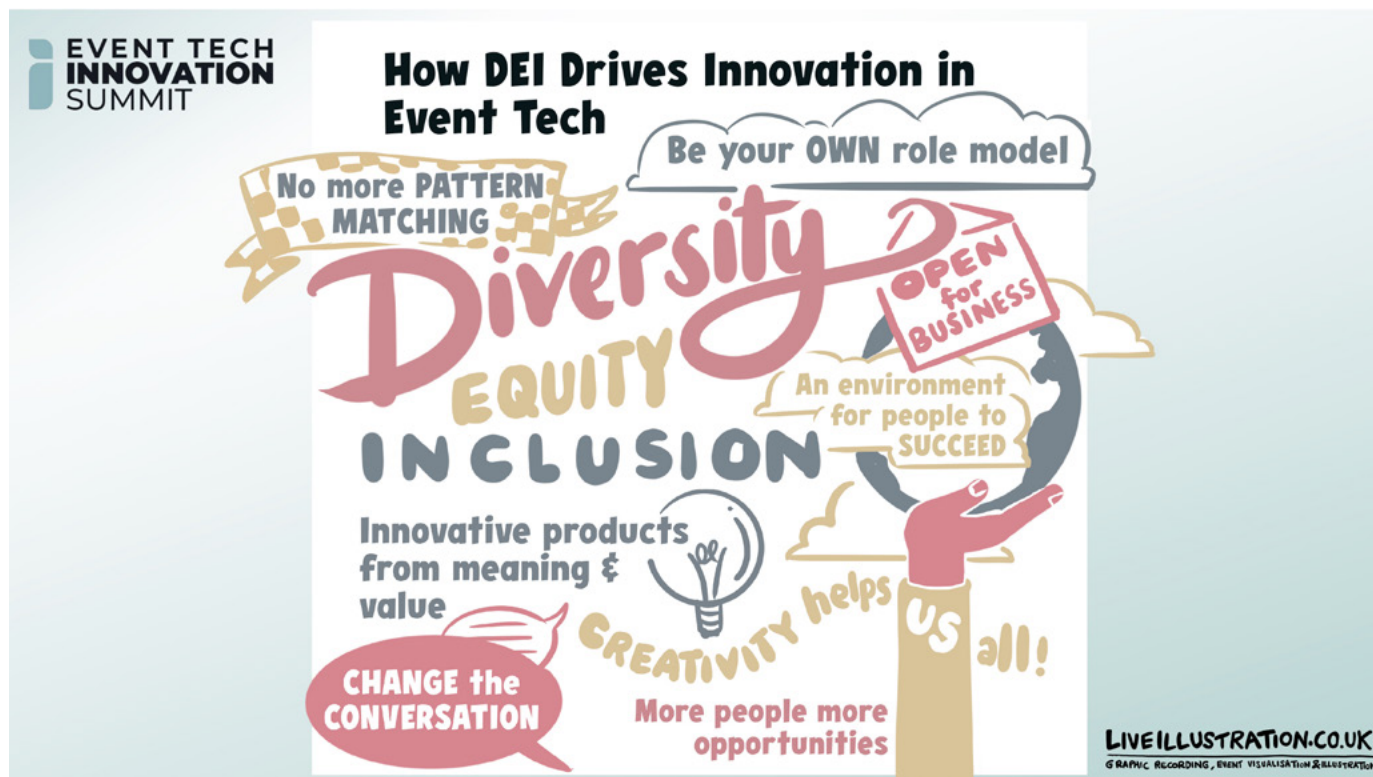 EVENT TECH
INNOVATION
SUMMIT
How DEI Drives Innovation in
Event Tech
Be your OWN role model
No more PATTERN
MATCHING
Diversity
OPEN
for
BUSINESS
EQUITY
An environment
for people to
SUCCEED
INCLUSION
Innovative products
from meaning &
value
CREATIVITY helps
US all!
CHANGE the
CONVERSATION
More people more
opportunities
LIVEILLUSTRATION.CO.UK
GRAPHIC RECORDING, EVENT VISUALISATION & ILLUSTRATION